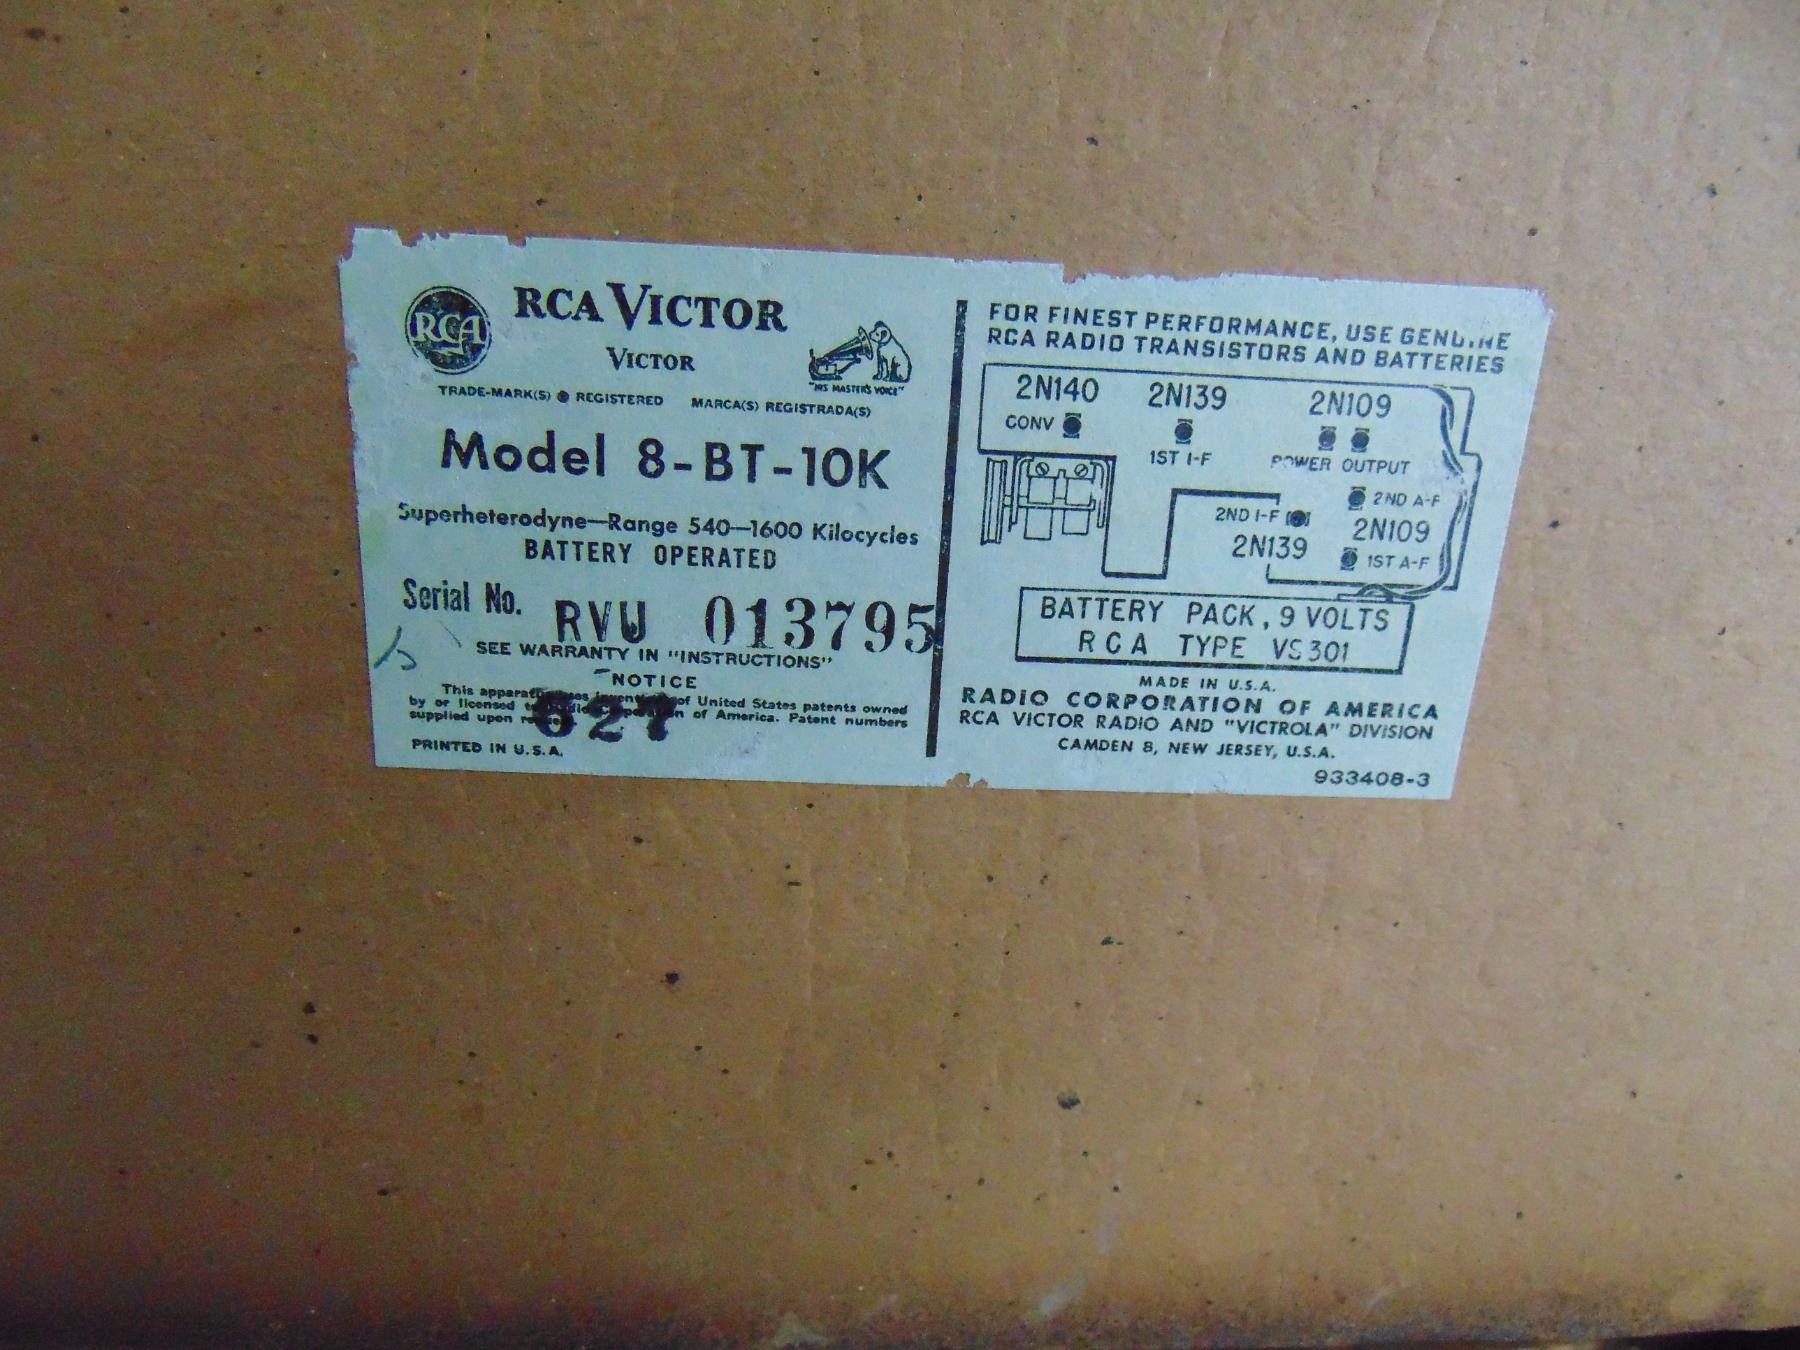 RCA
RCA VICTOR
VICTOR
"HIS MASTER'S VOICE"
TRADE-MARK(S) ® REGISTERED MARCA(S) REGISTRADA(S)
Model 8-BT-10K
Superheterodyne—Range 540—1600 Kilocycles
BATTERY OPERATED
Serial No. RVU 013795
SEE WARRANTY IN "INSTRUCTIONS"
NOTICE
This of United States patents owned
by or licensed of America. Patent numbers
supplied upon
027
PRINTED IN U.S.A.
FOR FINEST PERFORMANCE, USE GENUINE
RCA RADIO TRANSISTORS AND BATTERIES
2N140 2N139 2N109
CONV
1ST I-F POWER OUTPUT
2ND A-F
2ND I-F 2N109
2N139 1ST A-F
BATTERY PACK, 9 VOLTS
RCA TYPE VS301
MADE IN U.S.A.
RADIO CORPORATION OF AMERICA
RCA VICTOR RADIO AND "VICTROLA" DIVISION
CAMDEN 8, NEW JERSEY, U.S.A.
933408-3